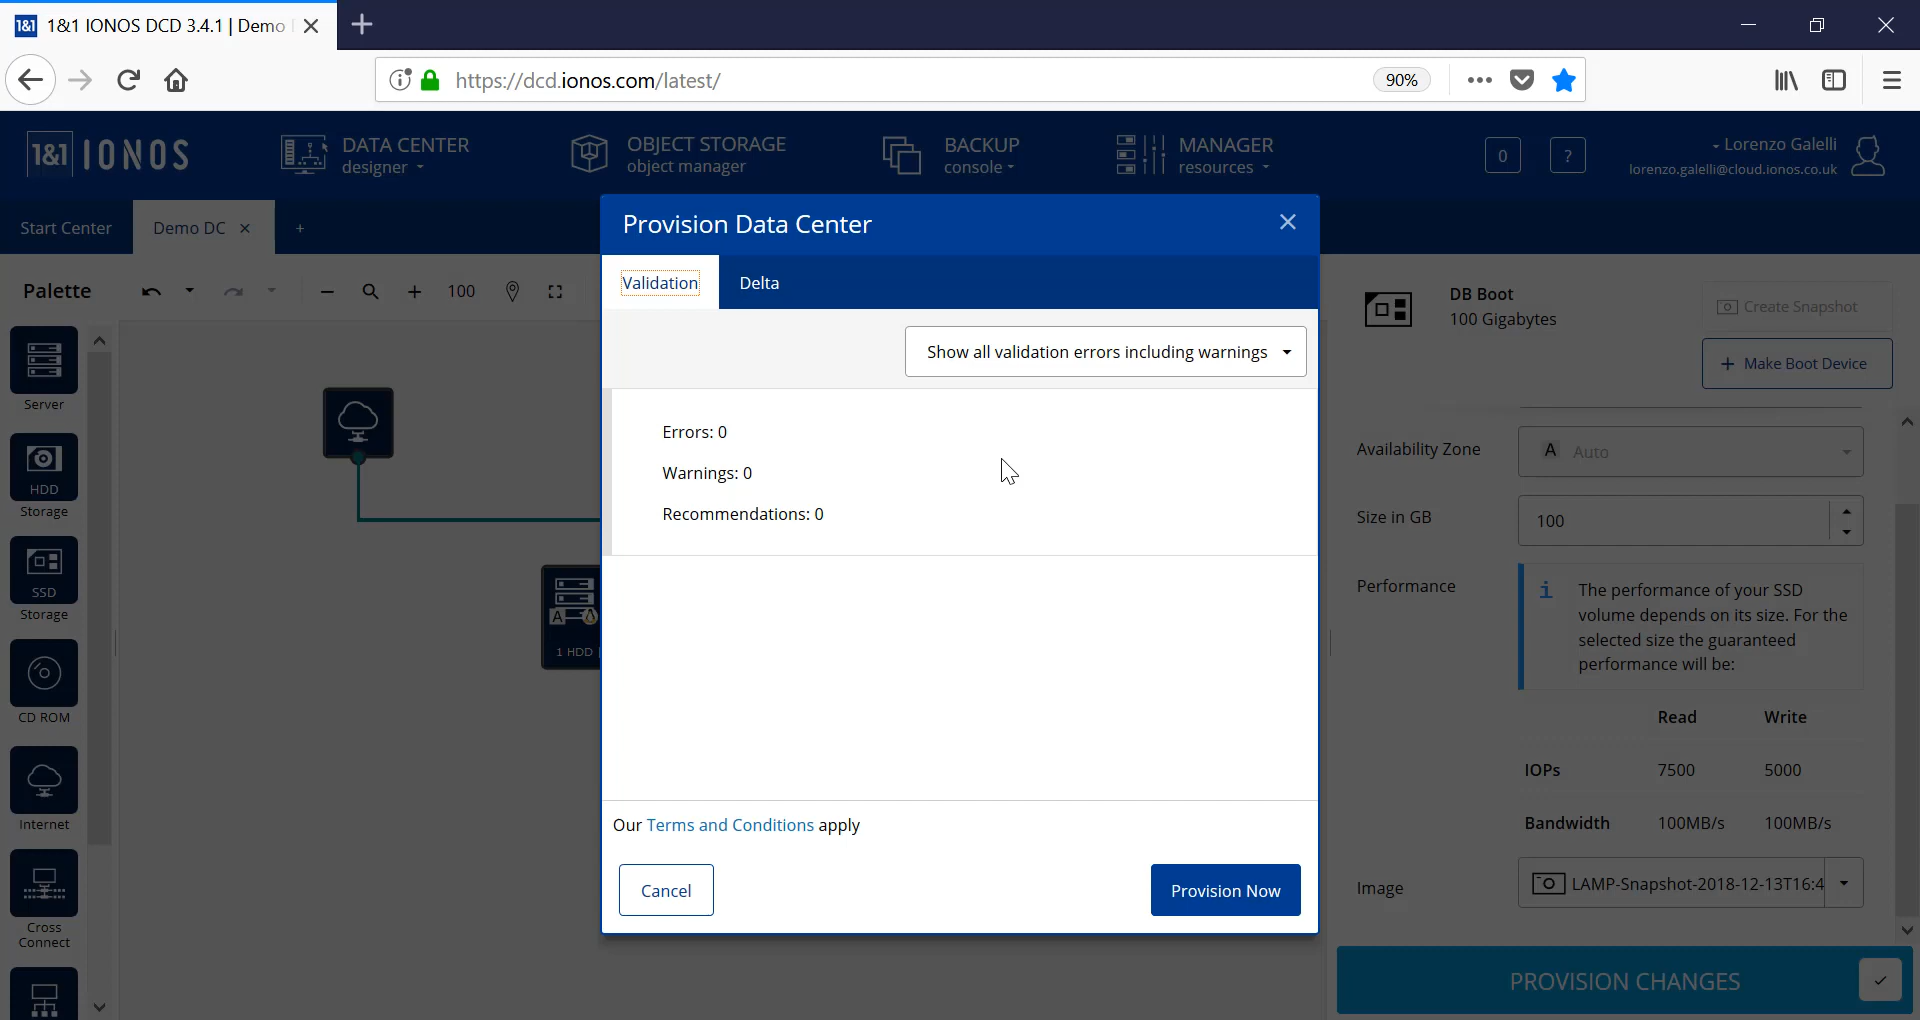 1&1 IONOS DCD 3.4.1 | Demo
https://dcd.ionos.com/latest/
90%
1&1 IONOS
DATA CENTER
designer
OBJECT STORAGE
object manager
BACKUP
console
MANAGER
resources
0
?
Lorenzo Galelli
lorenzo.galelli@cloud.ionos.co.uk
Start Center
Demo DC
+
Palette
100
Server
HDD
Storage
SSD
Storage
CD ROM
Internet
Cross
Connect
A
1 HDD
Provision Data Center
Validation
Delta
Show all validation errors including warnings
Errors: 0
Warnings: 0
Recommendations: 0
Our Terms and Conditions apply
Cancel
Provision Now
DB Boot
100 Gigabytes
Create Snapshot
+ Make Boot Device
Availability Zone
A Auto
Size in GB
100
Performance
i
The performance of your SSD
volume depends on its size. For the
selected size the guaranteed
performance will be:
Read Write
IOPs 7500 5000
Bandwidth 100MB/s 100MB/s
Image
LAMP-Snapshot-2018-12-13T16:4
PROVISION CHANGES